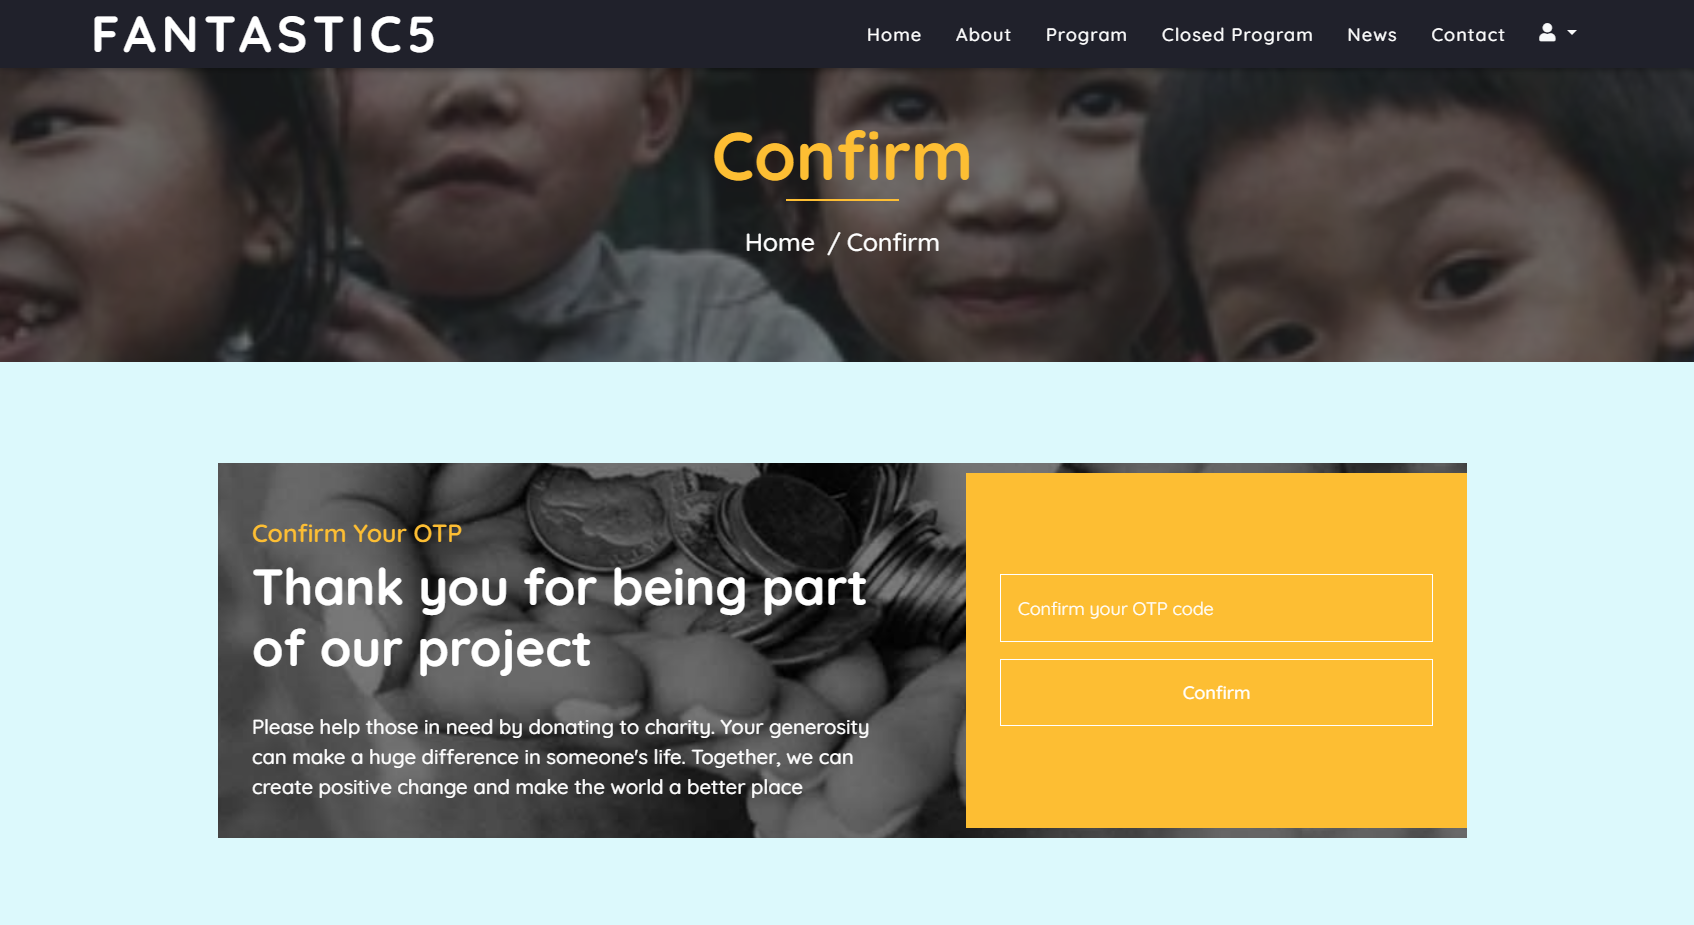 FANTASTIC5
Home About Program Closed Program News Contact
Confirm
Home / Confirm
Confirm Your OTP
Thank you for being part
of our project
Please help those in need by donating to charity. Your generosity
can make a huge difference in someone's life. Together, we can
create positive change and make the world a better place
Confirm your OTP code
Confirm